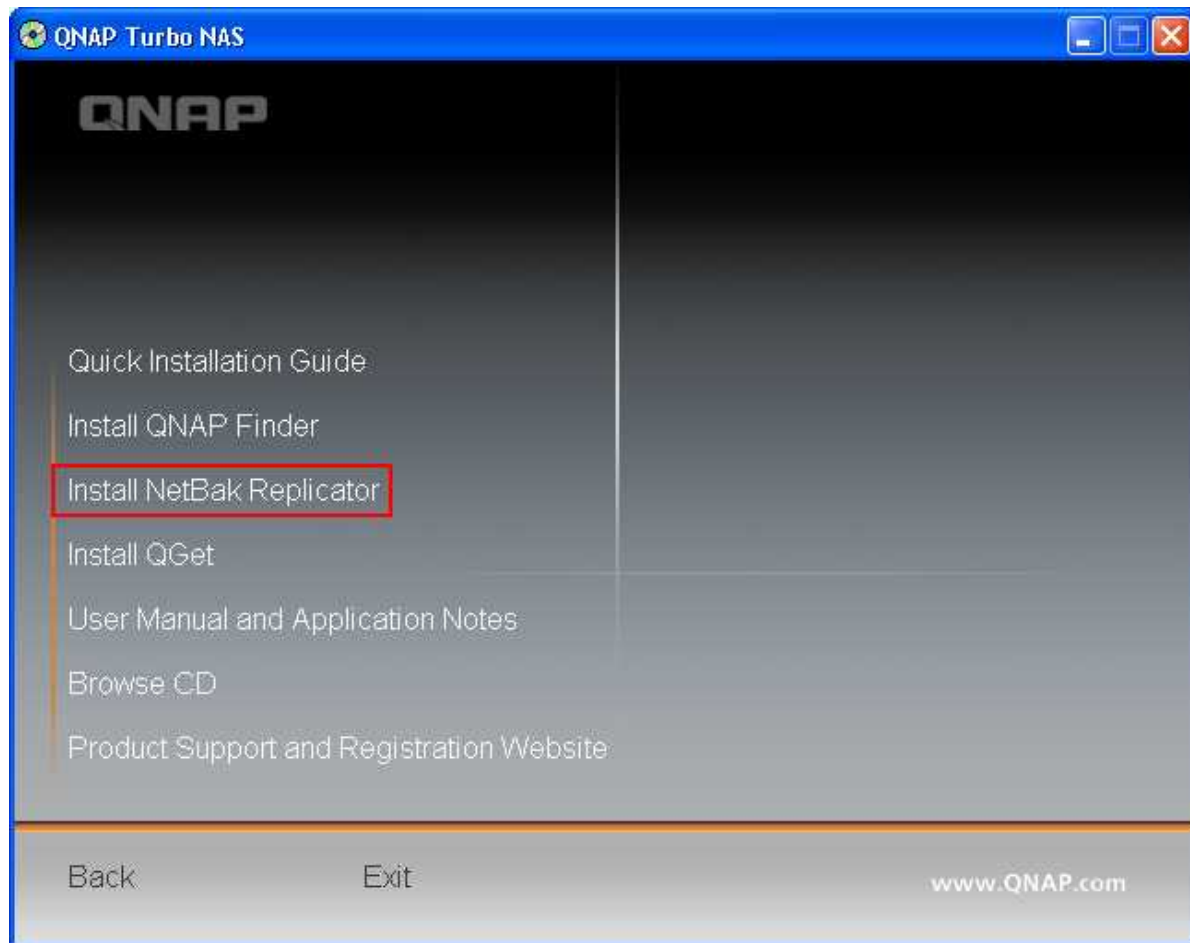 QNAP Turbo NAS
QNAP
Quick Installation Guide
Install QNAP Finder
Install NetBak Replicator
Install QGet
User Manual and Application Notes
Browse CD
Product Support and Registration Website
Back
Exit
www.QNAP.com